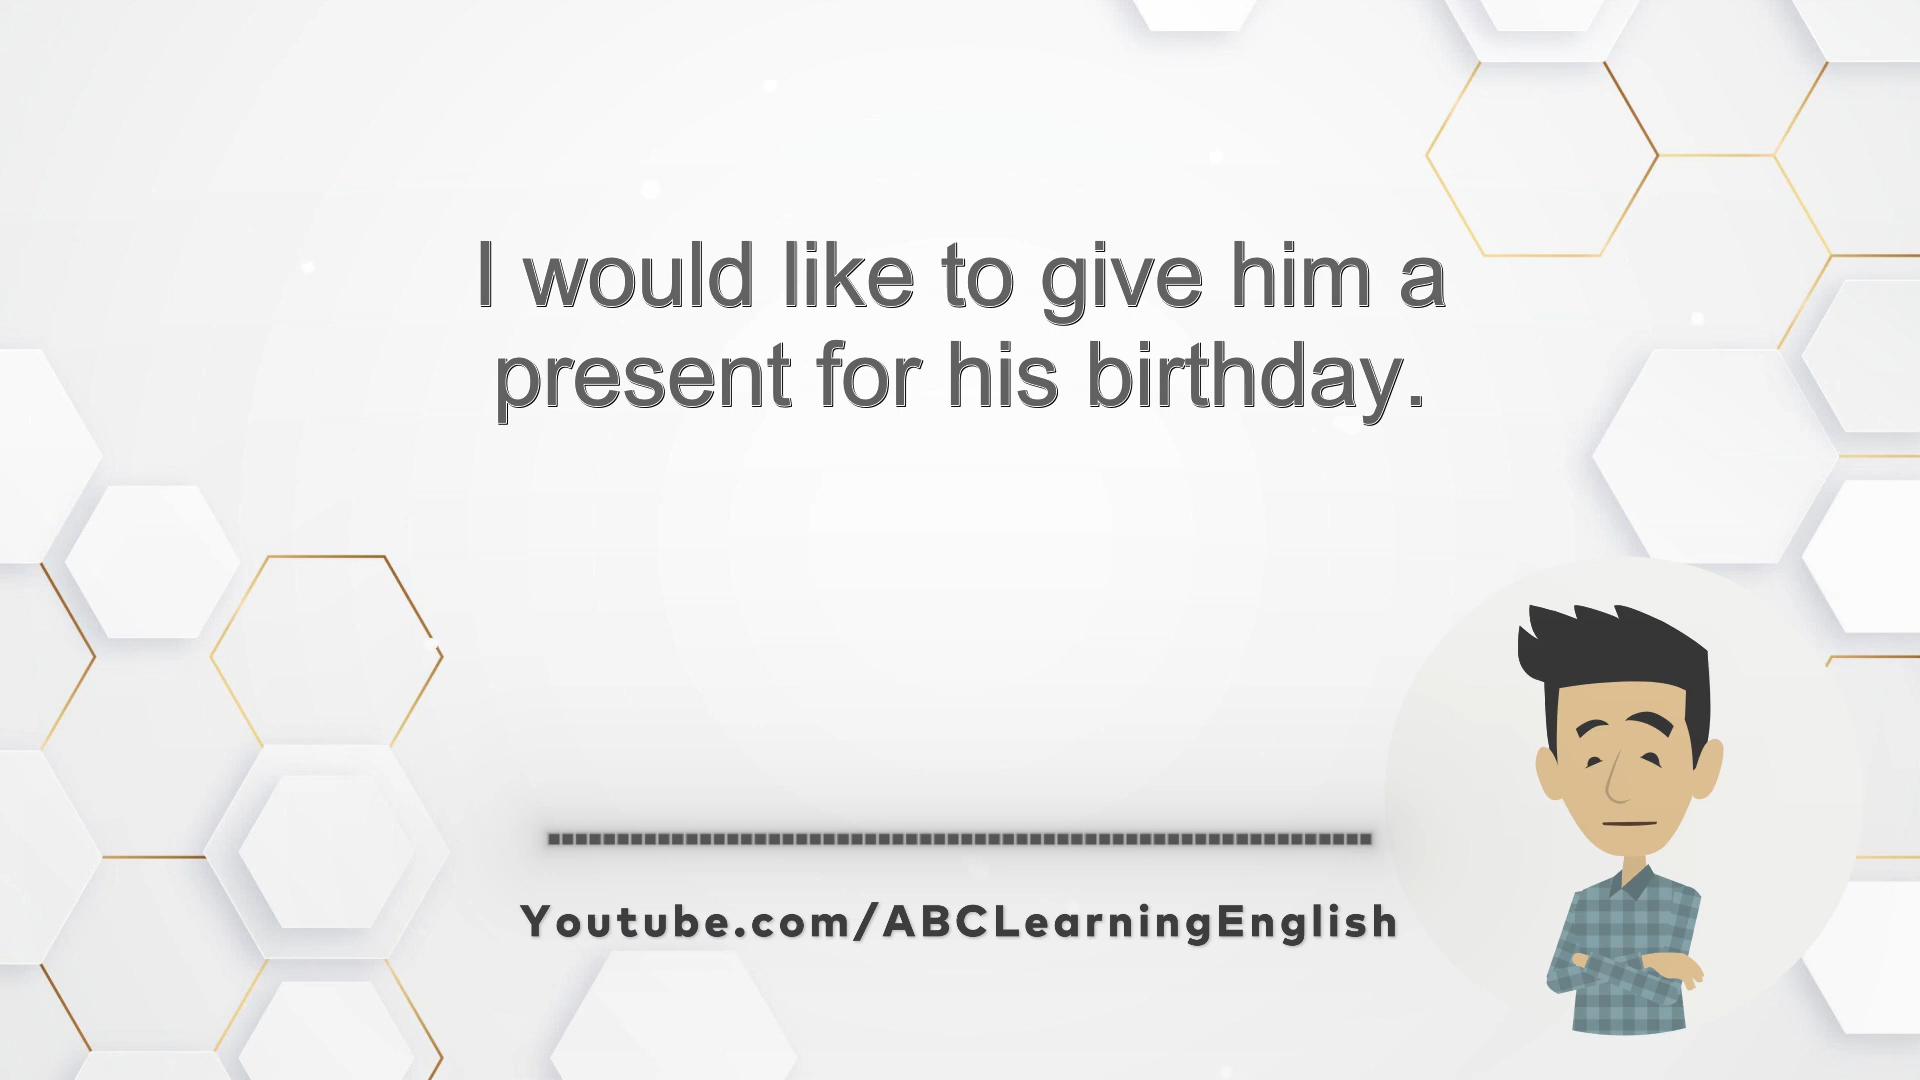 I would like to give him a
present for his birthday.
Youtube.com/ABCLearningEnglish